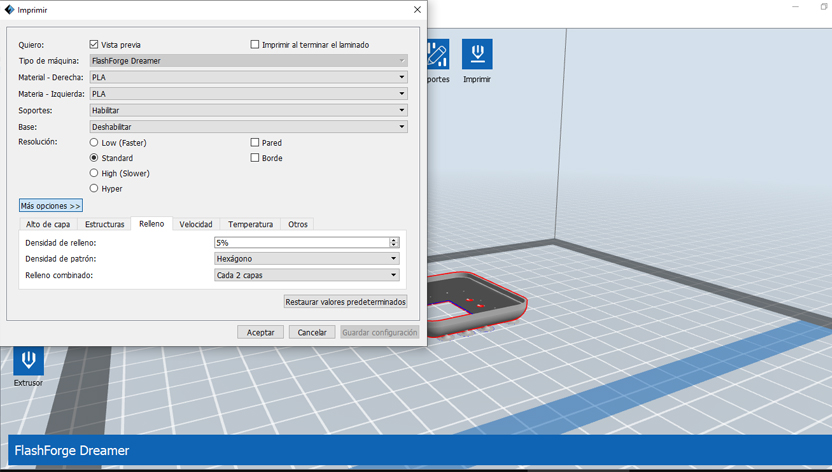 Imprimir
Quiero:
Vista previa
Imprimir al terminar el laminado
Tipo de máquina:
FlashForge Dreamer
Material - Derecha:
PLA
Materia - Izquierda:
PLA
Soportes:
Habilitar
Base:
Deshabilitar
Resolución:
Low (Faster)
Pared
Standard
Borde
High (Slower)
Hyper
Más opciones >>
Alto de capa
Estructuras
Relleno
Velocidad
Temperatura
Otros
Densidad de relleno:
5%
Densidad de patrón:
Hexágono
Relleno combinado:
Cada 2 capas
Restaurar valores predeterminados
Aceptar
Cancelar
Guardar configuración
portes
Imprimir
Extrusor
FlashForge Dreamer